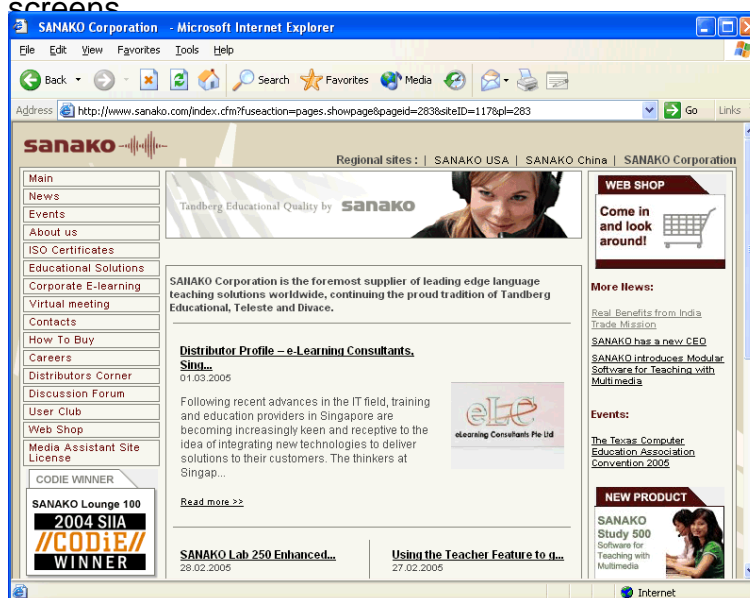 screens
SANAKO Corporation - Microsoft Internet Explorer
File Edit View Favorites Tools Help
Back Search Favorites Media
Address http://www.sanako.com/index.cfm?fuseaction=pages.showpage&pageid=283&siteID=117&pl=283 Go Links
sanako
Regional sites : | SANAKO USA | SANAKO China | SANAKO Corporation
Main
News
Events
About us
ISO Certificates
Educational Solutions
Corporate E-learning
Virtual meeting
Contacts
How To Buy
Careers
Distributors Corner
Discussion Forum
User Club
Web Shop
Media Assistant Site
License
CODIE WINNER
SANAKO Lounge 100
2004 SIIA
//CODiE//
WINNER
Tandberg Educational Quality by sanako
SANAKO Corporation is the foremost supplier of leading edge language
teaching solutions worldwide, continuing the proud tradition of Tandberg
Educational, Teleste and Divace.
Distributor Profile – e-Learning Consultants,
Sing...
01.03.2005
Following recent advances in the IT field, training
and education providers in Singapore are
becoming increasingly keen and receptive to the
idea of integrating new technologies to deliver
solutions to their customers. The thinkers at
Singap...
eLC
eLearning Consultants Pte Ltd
Read more >>
SANAKO Lab 250 Enhanced...
28.02.2005
Using the Teacher Feature to g...
27.02.2005
WEB SHOP
Come in
and look
around!
More News:
Real Benefits from India
Trade Mission
SANAKO has a new CEO
SANAKO introduces Modular
Software for Teaching with
Multimedia
Events:
The Texas Computer
Education Association
Convention 2005
NEW PRODUCT
SANAKO
Study 500
Software for
Teaching with
Multimedia
Internet